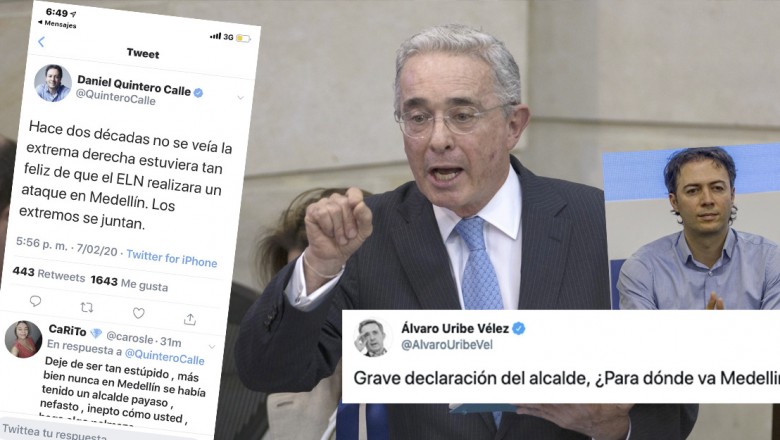 6:49
3G
Mensajes
Tweet
Daniel Quintero Calle
@QuinteroCalle
Hace dos décadas no se veía la
extrema derecha estuviera tan
feliz de que el ELN realizara un
ataque en Medellín. Los
extremos se juntan.
5:56 p. m. · 7/02/20 · Twitter for iPhone
443 Retweets 1643 Me gusta
CaRiTo @carosle · 31m
En respuesta a @QuinteroCalle
Deje de ser tan estúpido , más
bien nunca en Medellín se había
tenido un alcalde payaso ,
nefasto , inepto cómo usted ,
Twittea tu respuesta
Álvaro Uribe Vélez
@AlvaroUribeVel
Grave declaración del alcalde, ¿Para dónde va Medellin